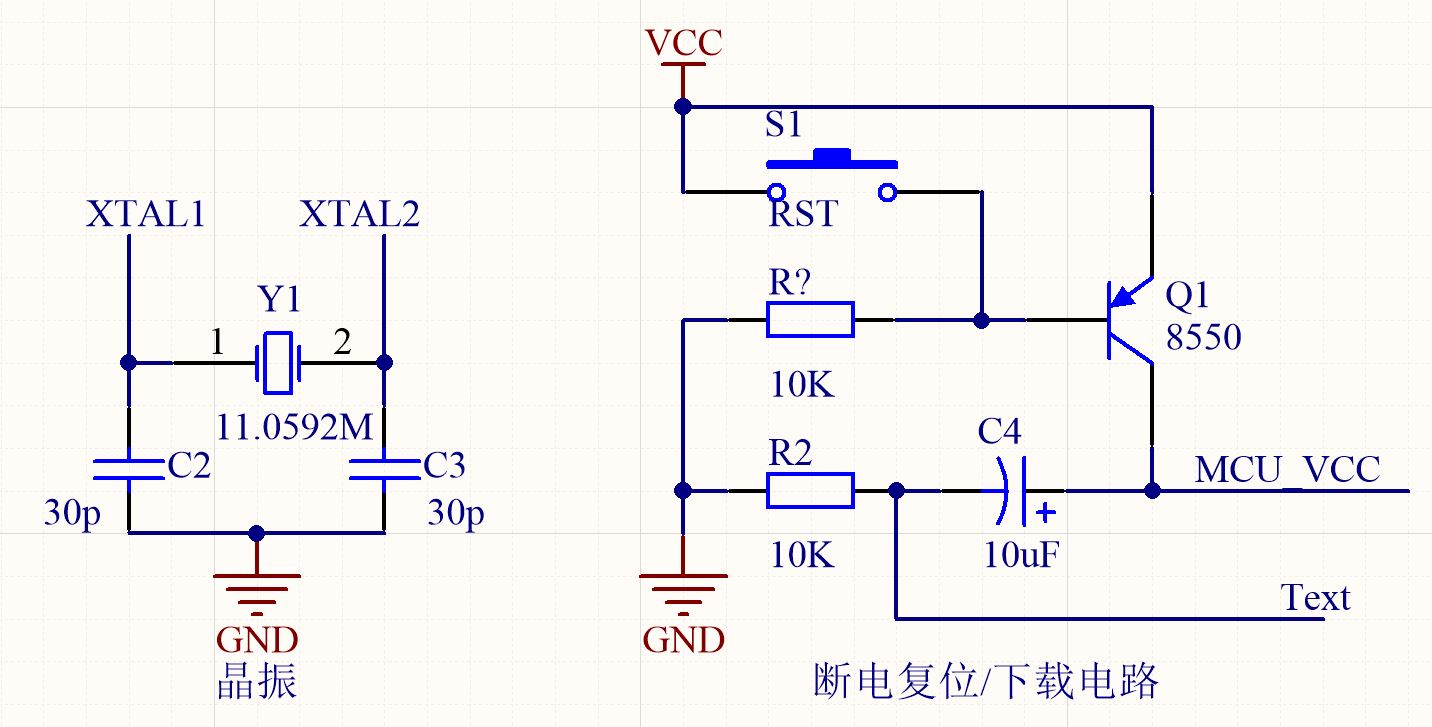 XTAL1
XTAL2
Y1
1
2
11.0592M
C2
30p
C3
30p
GND
晶振
VCC
S1
RST
R?
10K
Q1
8550
R2
10K
C4
+
10uF
MCU_VCC
Text
GND
断电复位/下载电路